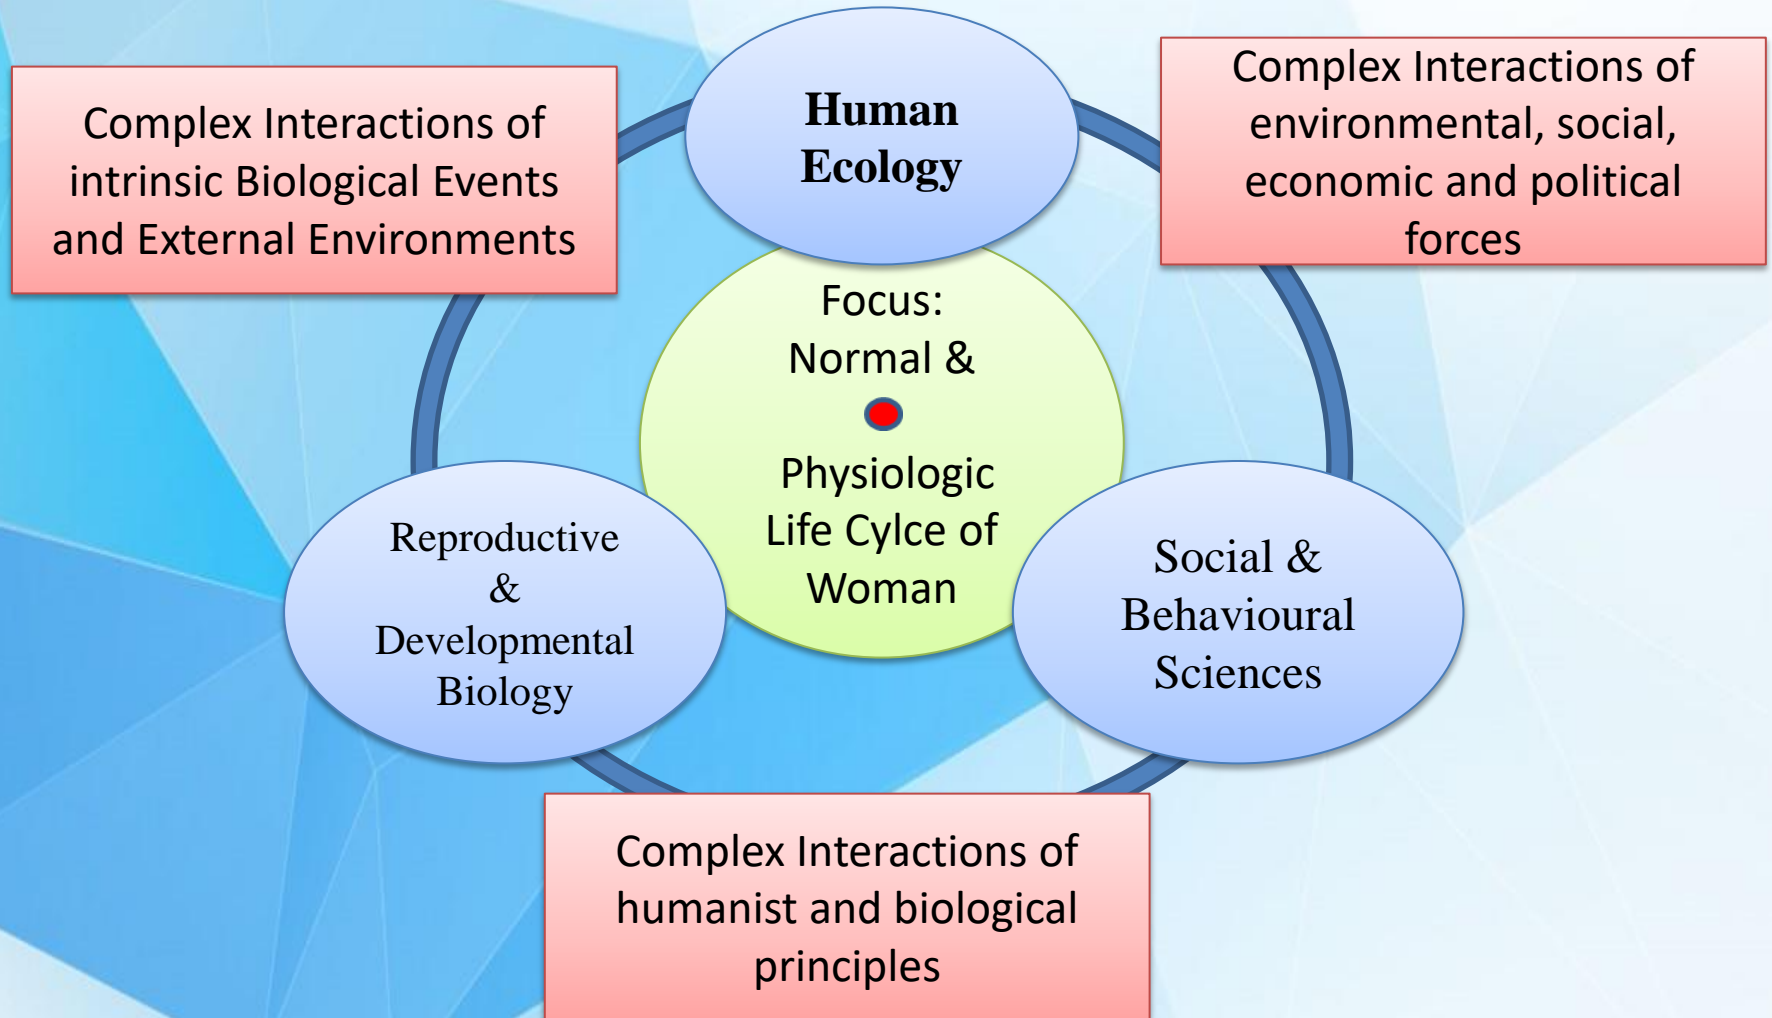 Human
Ecology
Complex Interactions of
intrinsic Biological Events
and External Environments
Complex Interactions of
environmental, social,
economic and political
forces
Focus:
Normal &
Physiologic
Life Cylce of
Woman
Reproductive
&
Developmental
Biology
Social &
Behavioural
Sciences
Complex Interactions of
humanist and biological
principles